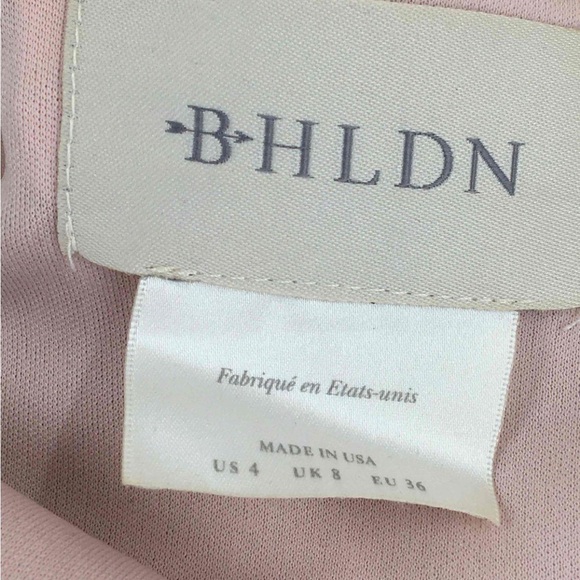 BHLDN
Fabriqué en Etats-unis
MADE IN USA
US 4 UK 8 EU 36